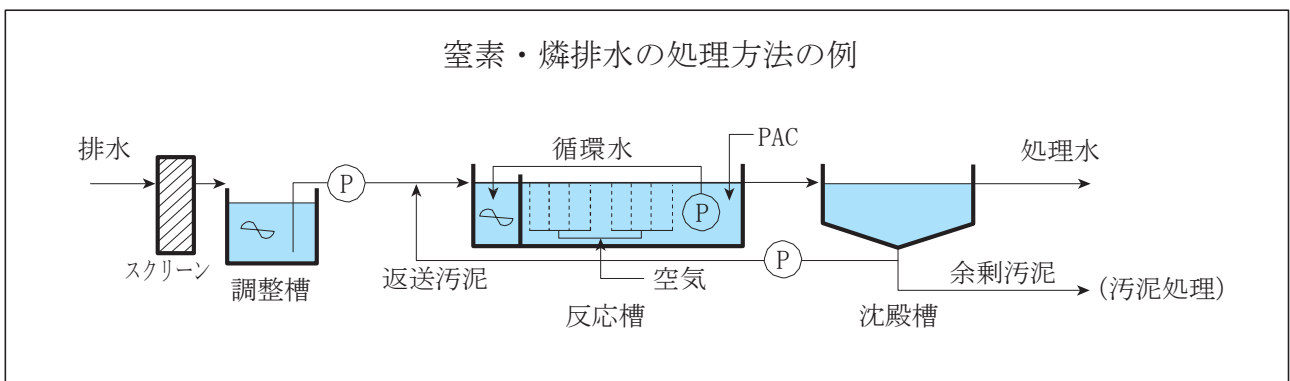 窒素・燐排水の処理方法の例
排水
循環水
PAC
処理水
P
P
P
スクリーン
調整槽
返送汚泥
空気
余剰汚泥
(汚泥処理)
反応槽
沈殿槽